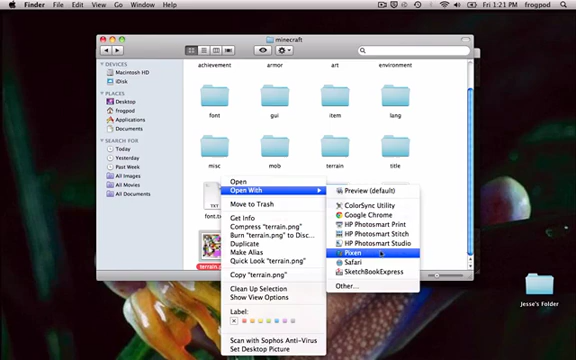 Finder File Edit View Go Window Help
Fri 1:21 PM frogpod
minecraft
DEVICES
Macintosh HD
iDisk
PLACES
Desktop
frogpod
Applications
Documents
SEARCH FOR
Today
Yesterday
Past Week
All Images
All Movies
All Documents
achievement armor art environment
font gui item lang
misc mob terrain title
TXT
font.tx
terrain.png
Open
Open With
Move to Trash
Get Info
Compress "terrain.png"
Burn "terrain.png" to Disc...
Duplicate
Make Alias
Quick Look "terrain.png"
Copy "terrain.png"
Clean Up Selection
Show View Options
Label:
Scan with Sophos Anti-Virus
Set Desktop Picture
Preview (default)
ColorSync Utility
Google Chrome
HP Photosmart Print
HP Photosmart Stitch
HP Photosmart Studio
Pixen
Safari
SketchBookExpress
Other...
Jesse's Folder